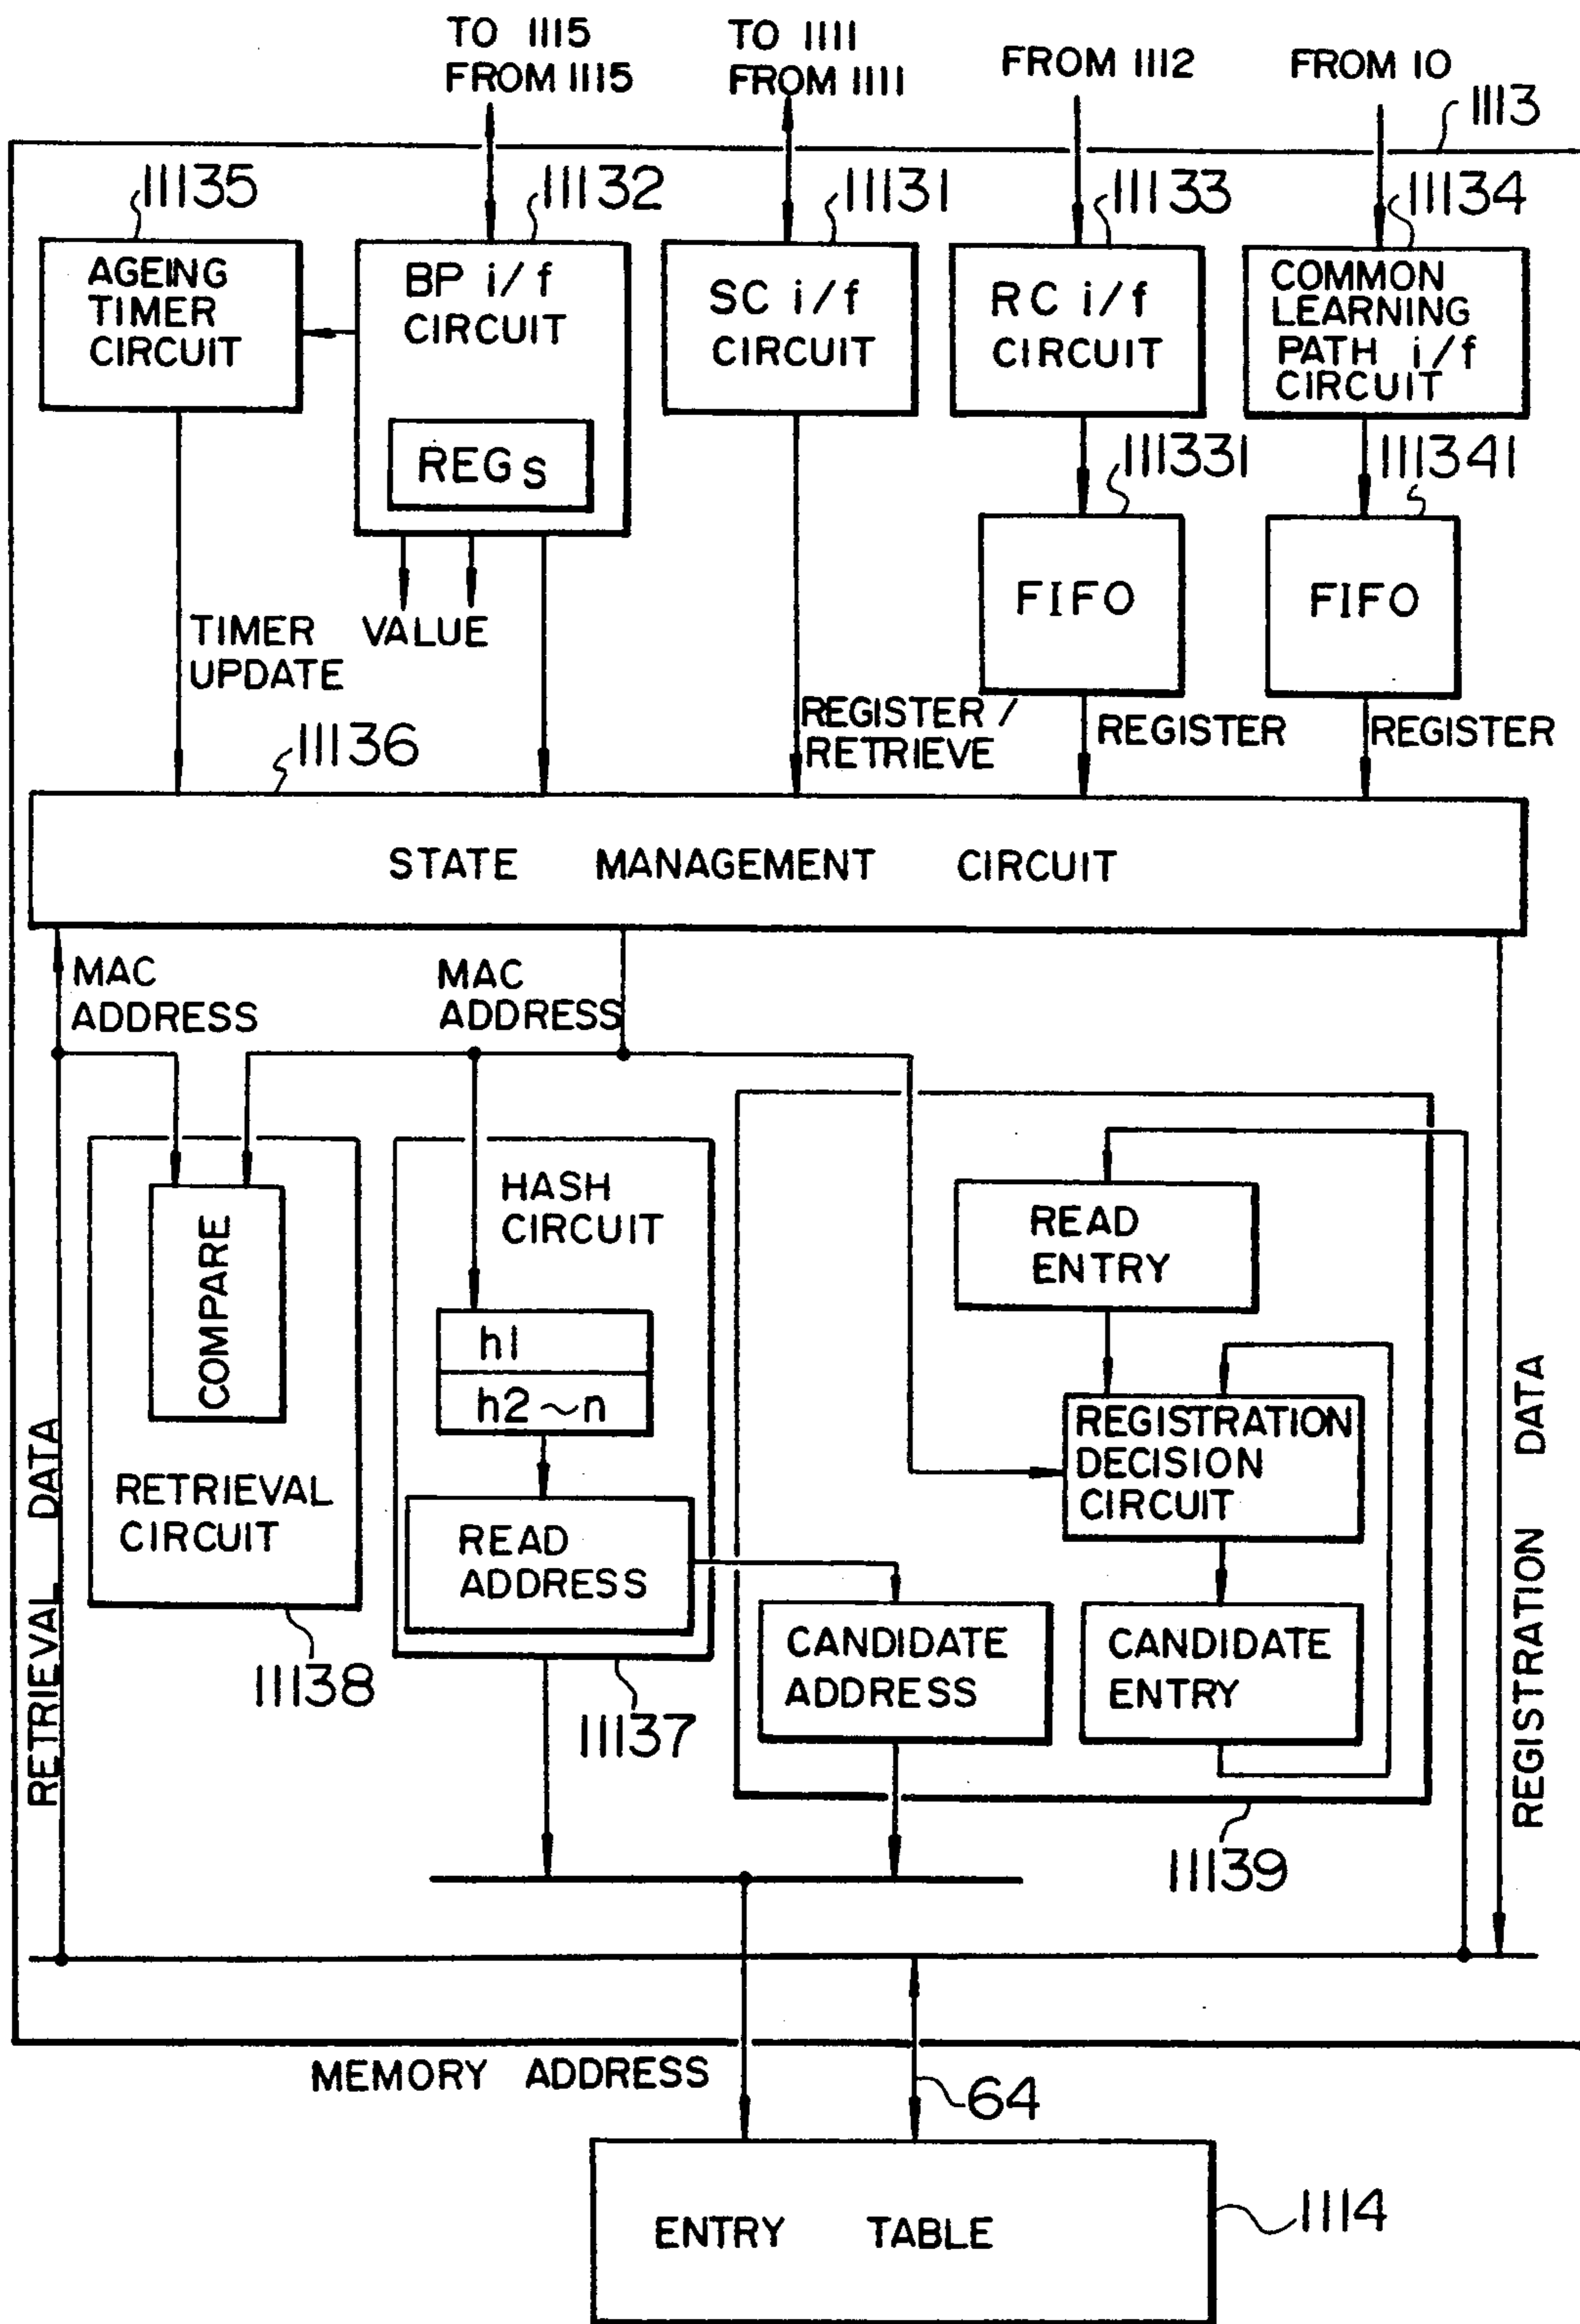 TO 1115
FROM 1115
TO 1111
FROM 1111
FROM 1112
FROM 10
1113
11135
11132
11131
11133
11134
AGEING
TIMER
CIRCUIT
BP i/f
CIRCUIT
REGS
SC i/f
CIRCUIT
RC i/f
CIRCUIT
COMMON
LEARNING
PATH i/f
CIRCUIT
111331
111341
FIFO
FIFO
TIMER
UPDATE
VALUE
REGISTER /
RETRIEVE
REGISTER
REGISTER
11136
STATE MANAGEMENT CIRCUIT
MAC
ADDRESS
MAC
ADDRESS
COMPARE
RETRIEVAL
CIRCUIT
HASH
CIRCUIT
h1
h2~n
READ
ADDRESS
READ
ENTRY
REGISTRATION
DECISION
CIRCUIT
CANDIDATE
ADDRESS
CANDIDATE
ENTRY
RETRIEVAL DATA
REGISTRATION DATA
11138
11137
11139
MEMORY ADDRESS
64
ENTRY TABLE
1114